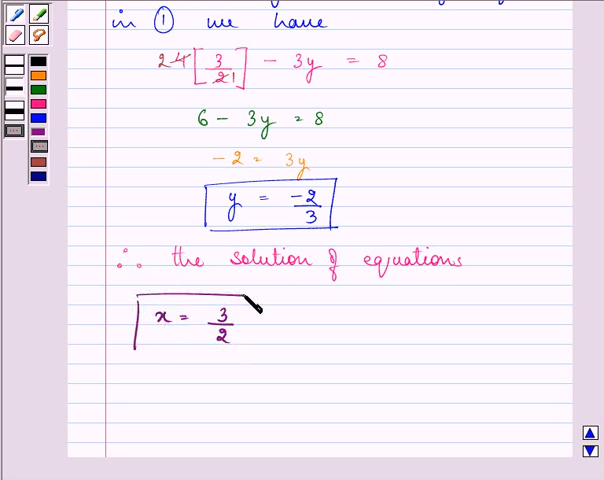 in ① we have
24 [3/21] - 3y = 8
6 - 3y = 8
-2 = 3y
y = -2/3
∴ the solution of equations
x = 3/2